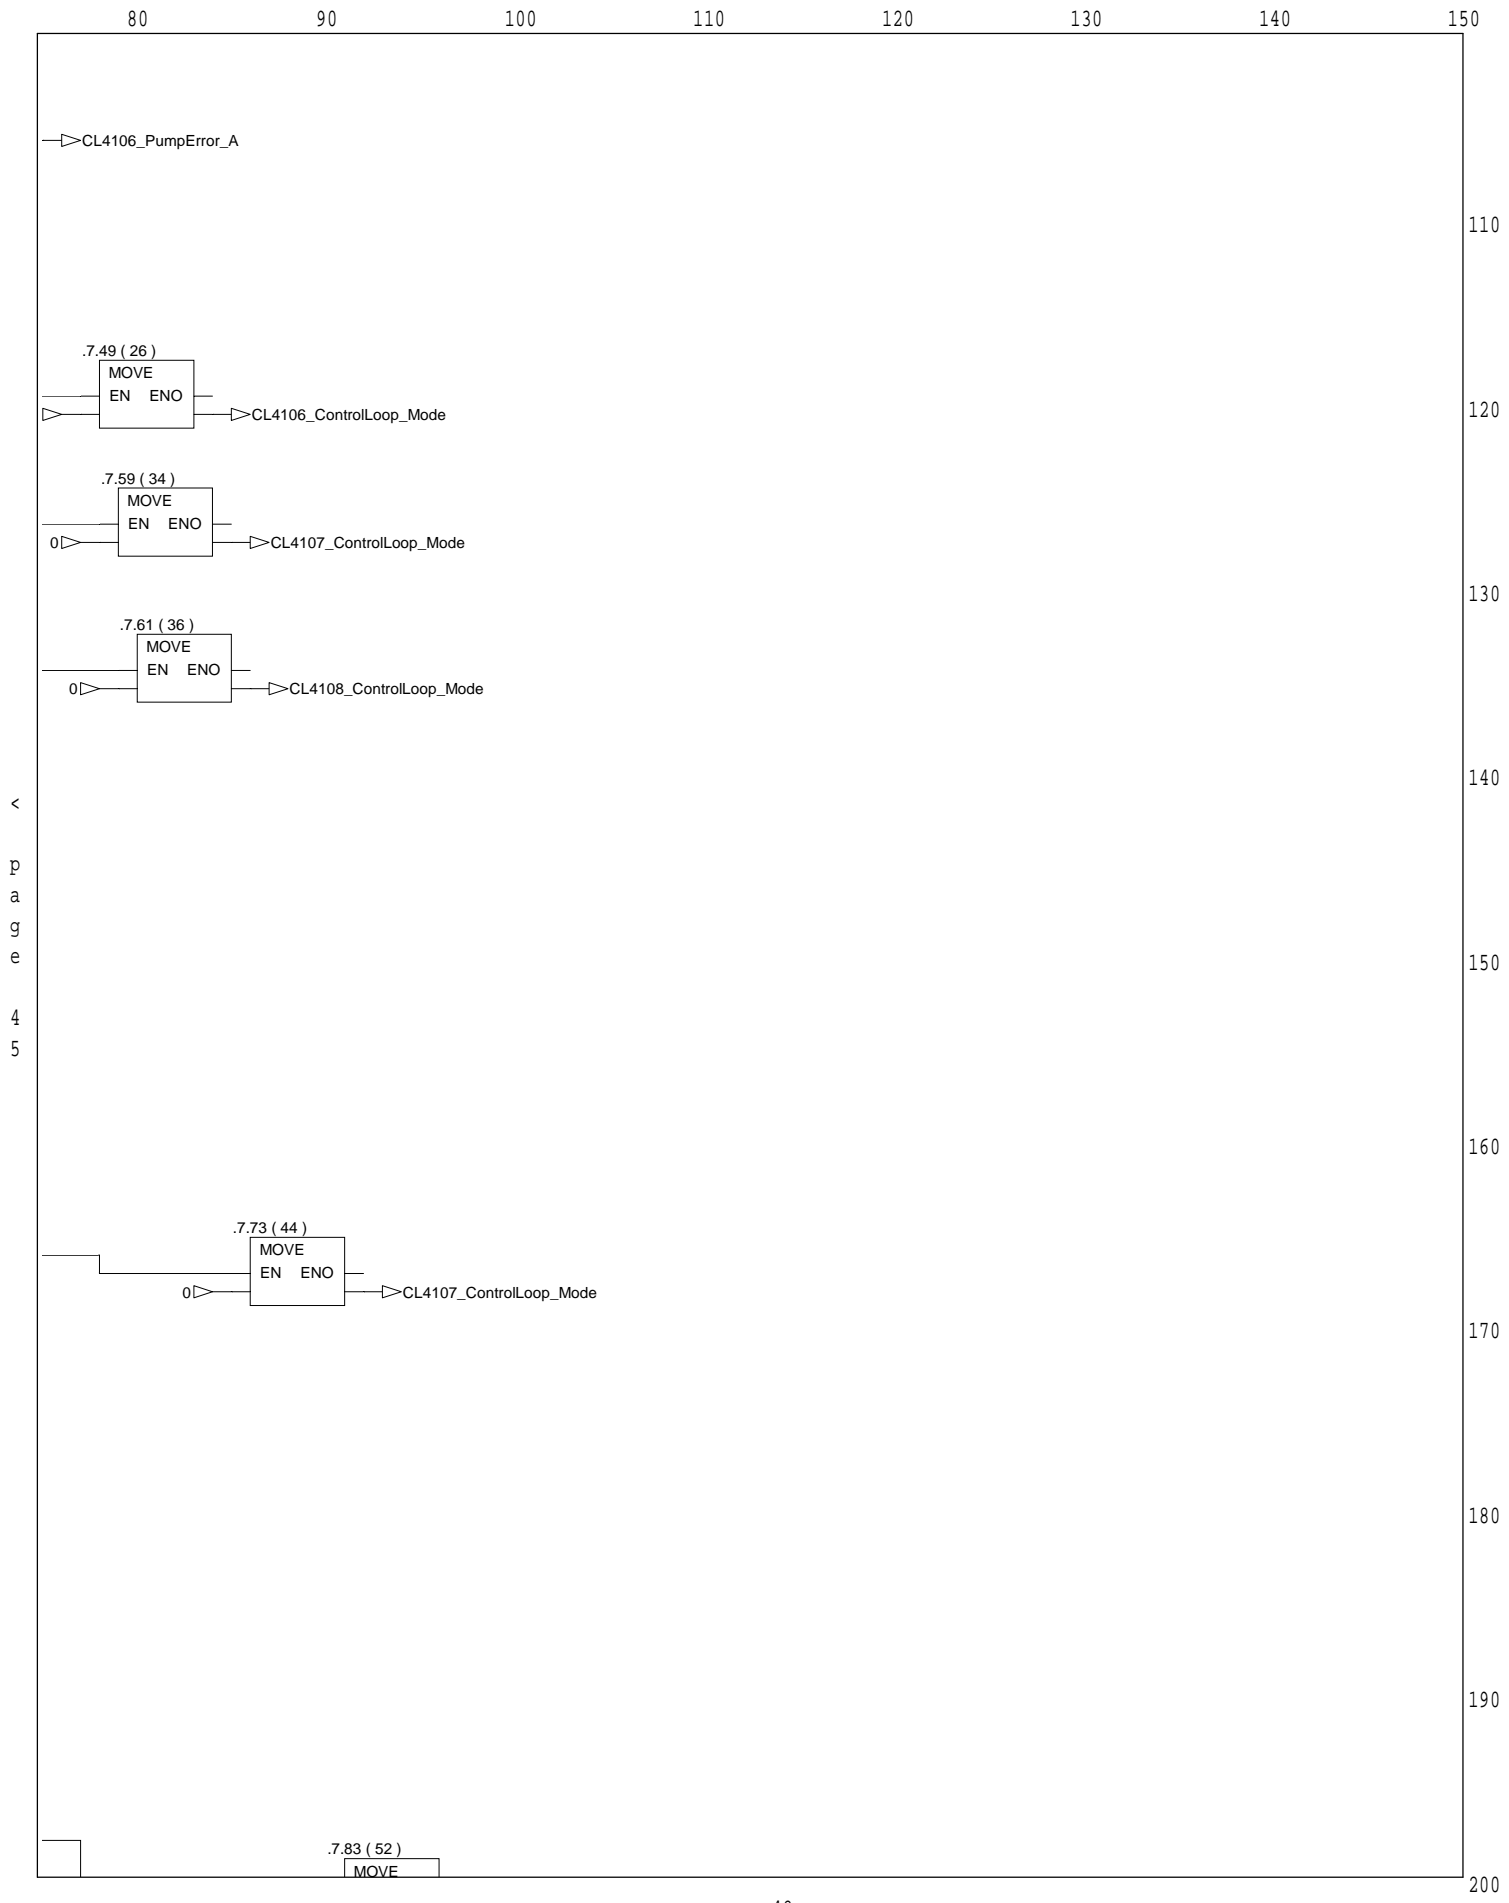 80 90 100 110 120 130 140 150
CL4106_PumpError_A
110
.7.49 ( 26 )
MOVE
EN ENO
CL4106_ControlLoop_Mode
120
.7.59 ( 34 )
MOVE
EN ENO
0 CL4107_ControlLoop_Mode
130
.7.61 ( 36 )
MOVE
EN ENO
0 CL4108_ControlLoop_Mode
140
< page 45
150
160
.7.73 ( 44 )
MOVE
EN ENO
0 CL4107_ControlLoop_Mode
170
180
190
.7.83 ( 52 )
MOVE
200